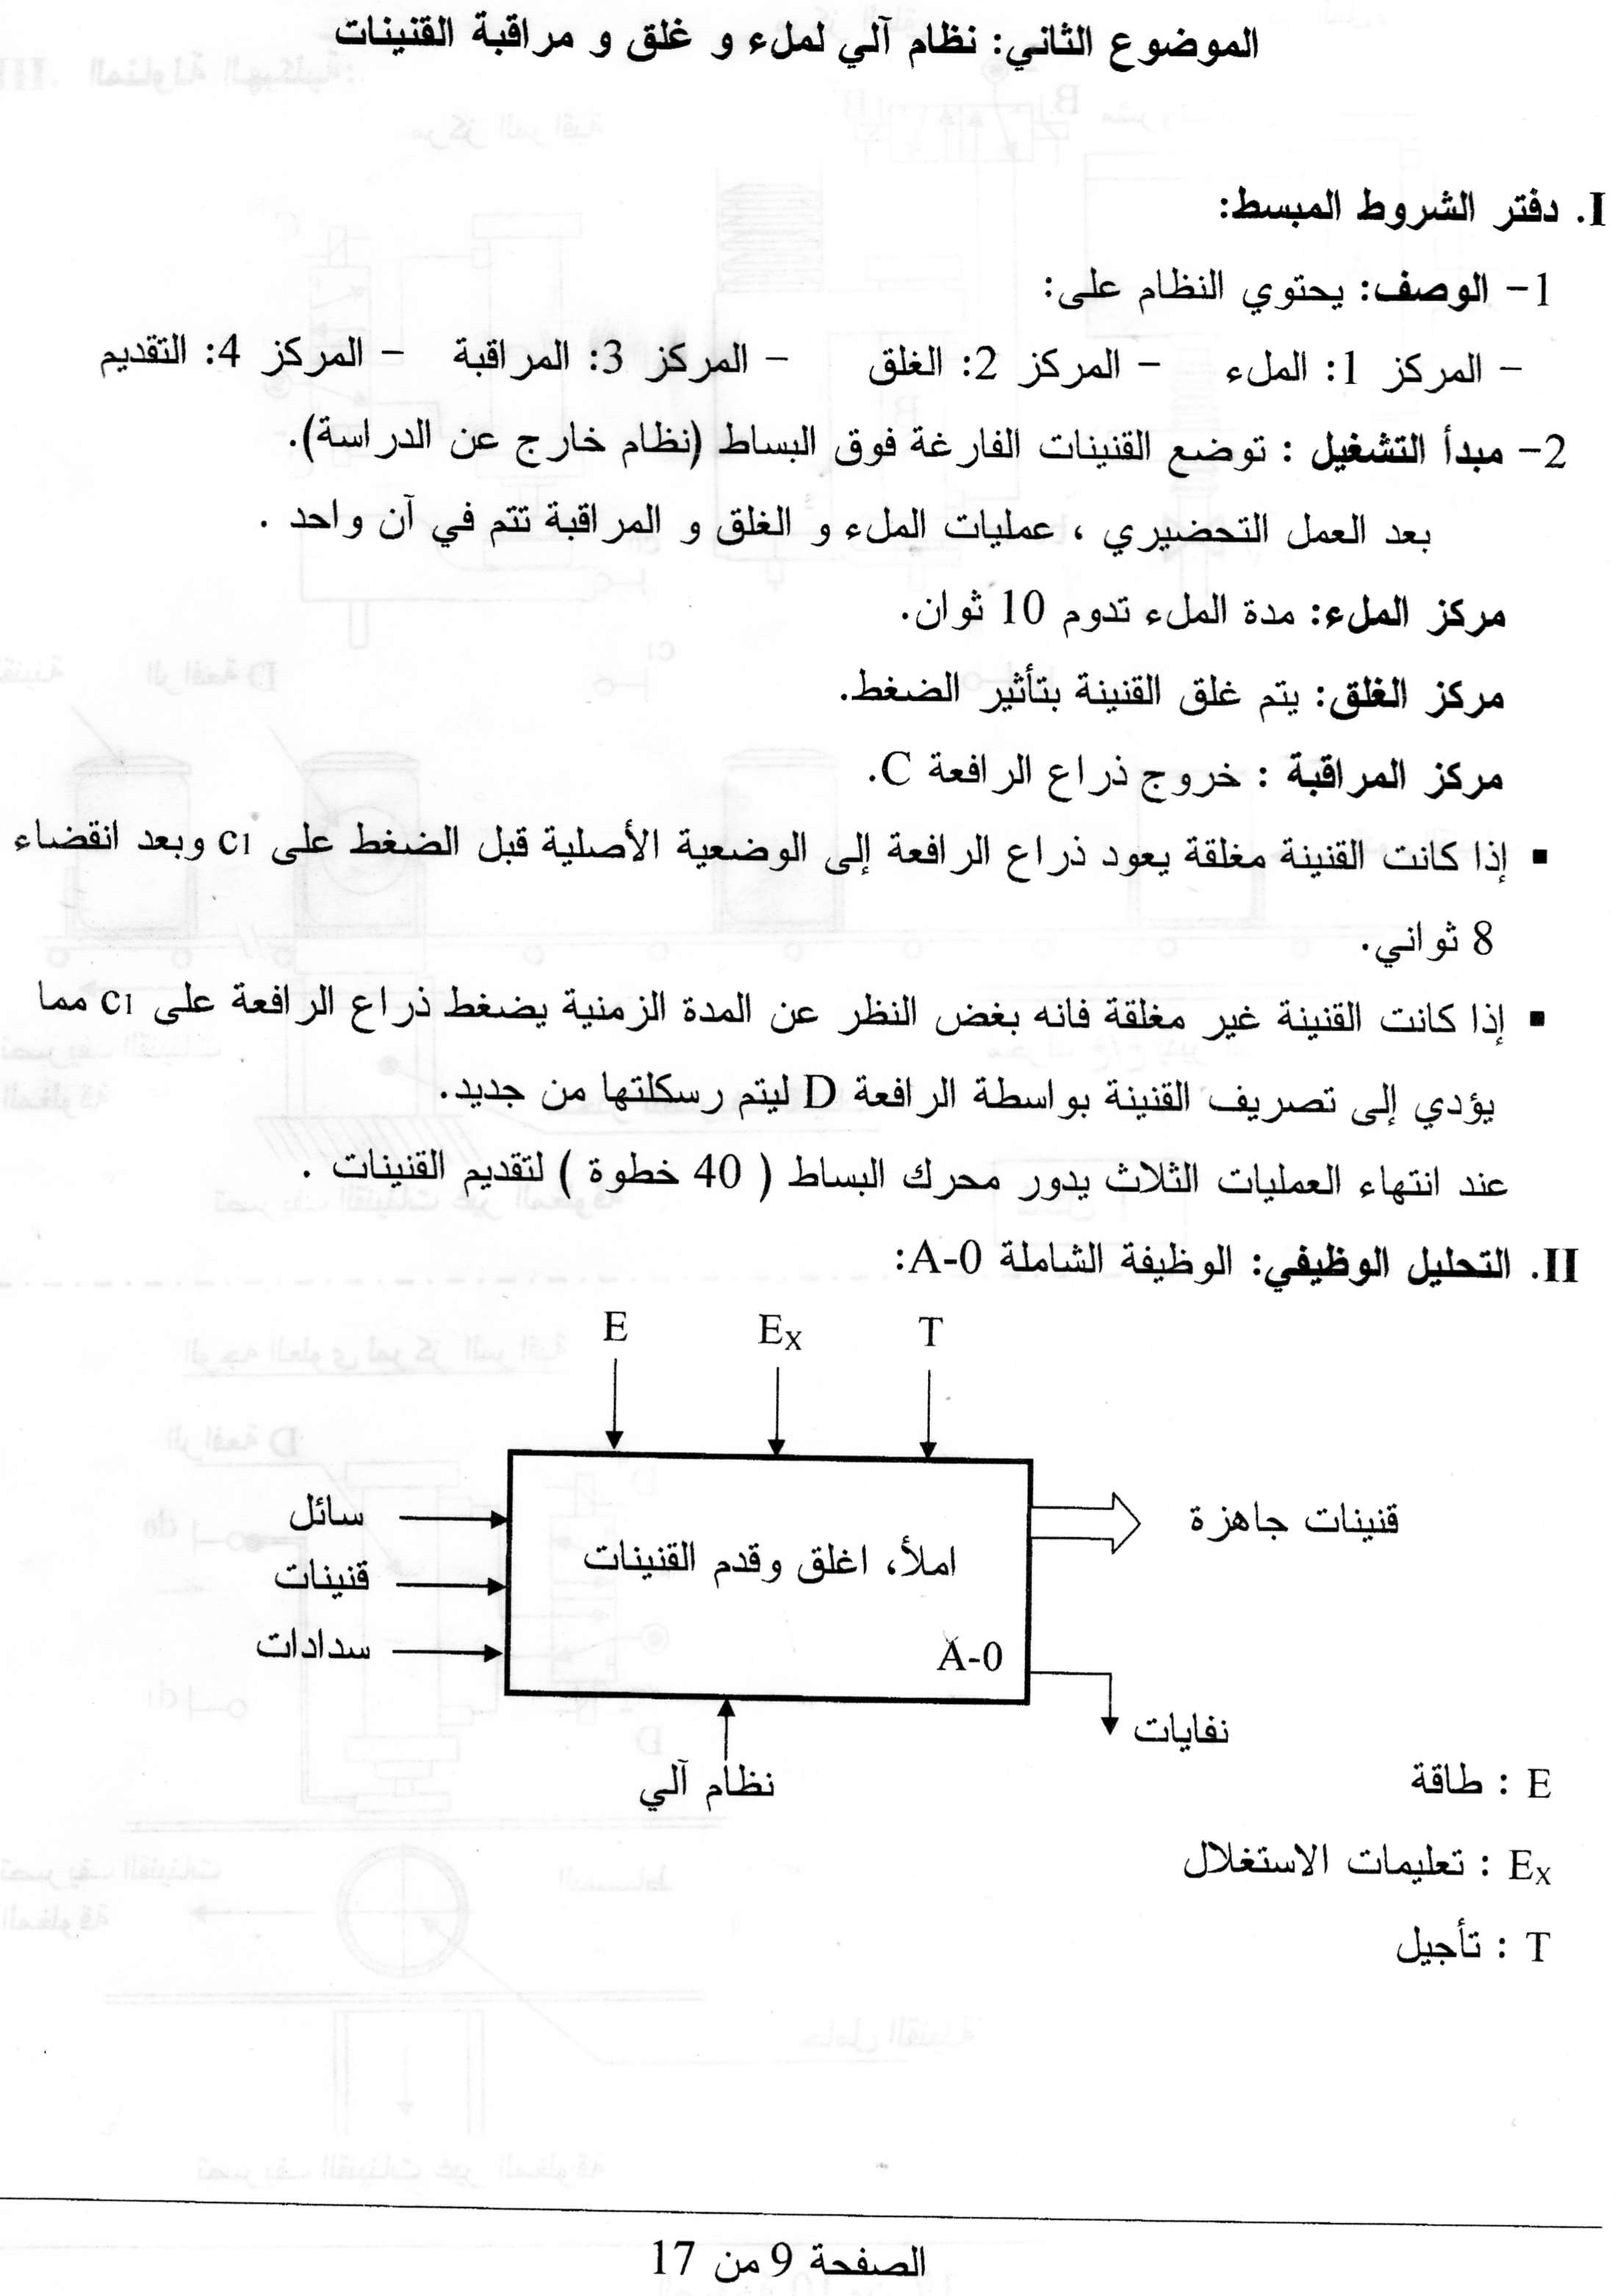 الموضوع الثاني: نظام آلي لملء و غلق و مراقبة القنينات
I. دفتر الشروط المبسط:
1- الوصف: يحتوي النظام على:
- المركز 1: الملء - المركز 2: الغلق - المركز 3: المراقبة - المركز 4: التقديم
2- مبدأ التشغيل : توضع القنينات الفارغة فوق البساط (نظام خارج عن الدراسة).
بعد العمل التحضيري ، عمليات الملء و الغلق و المراقبة تتم في آن واحد .
مركز الملء: مدة الملء تدوم 10 ثوان.
مركز الغلق: يتم غلق القنينة بتأثير الضغط.
مركز المراقبة : خروج ذراع الرافعة C.
▪ إذا كانت القنينة مغلقة يعود ذراع الرافعة إلى الوضعية الأصلية قبل الضغط على c1 وبعد انقضاء
8 ثواني.
▪ إذا كانت القنينة غير مغلقة فانه بغض النظر عن المدة الزمنية يضغط ذراع الرافعة على c1 مما
يؤدي إلى تصريف القنينة بواسطة الرافعة D ليتم رسكلتها من جديد.
عند انتهاء العمليات الثلاث يدور محرك البساط ( 40 خطوة ) لتقديم القنينات .
II. التحليل الوظيفي: الوظيفة الشاملة A-0:
E
EX
T
سائل
قنينات
سدادات
املأ، اغلق وقدم القنينات
A-0
قنينات جاهزة
نفايات
نظام آلي
E : طاقة
EX : تعليمات الاستغلال
T : تأجيل
الصفحة 9 من 17